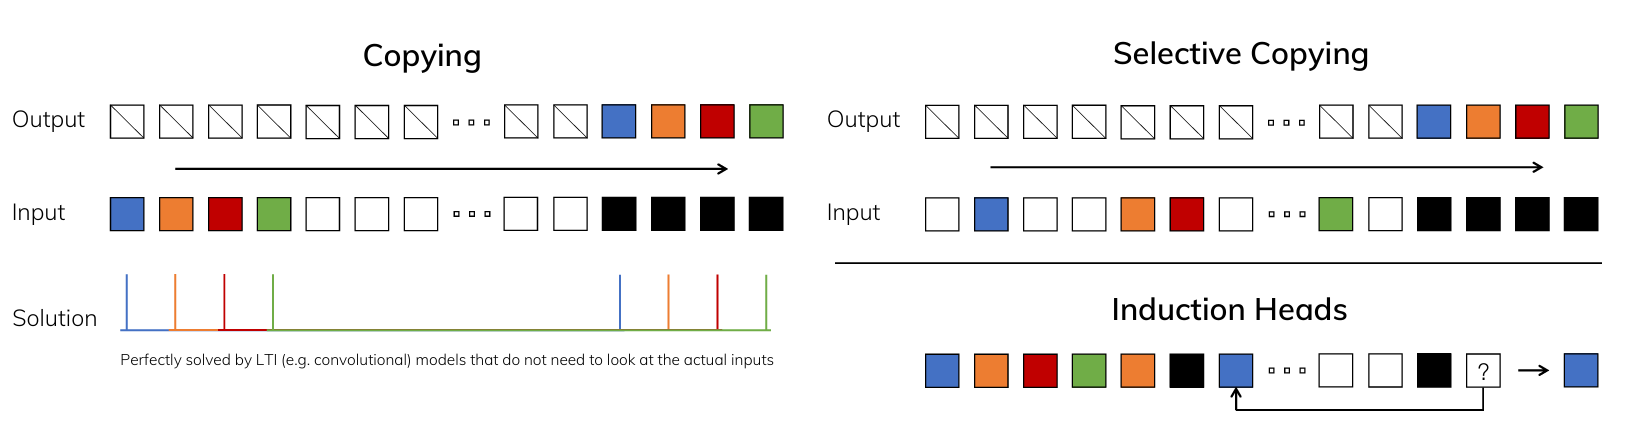 Copying
Output
Input
Solution
Perfectly solved by LTI (e.g. convolutional) models that do not need to look at the actual inputs
Selective Copying
Output
Input
Induction Heads
?